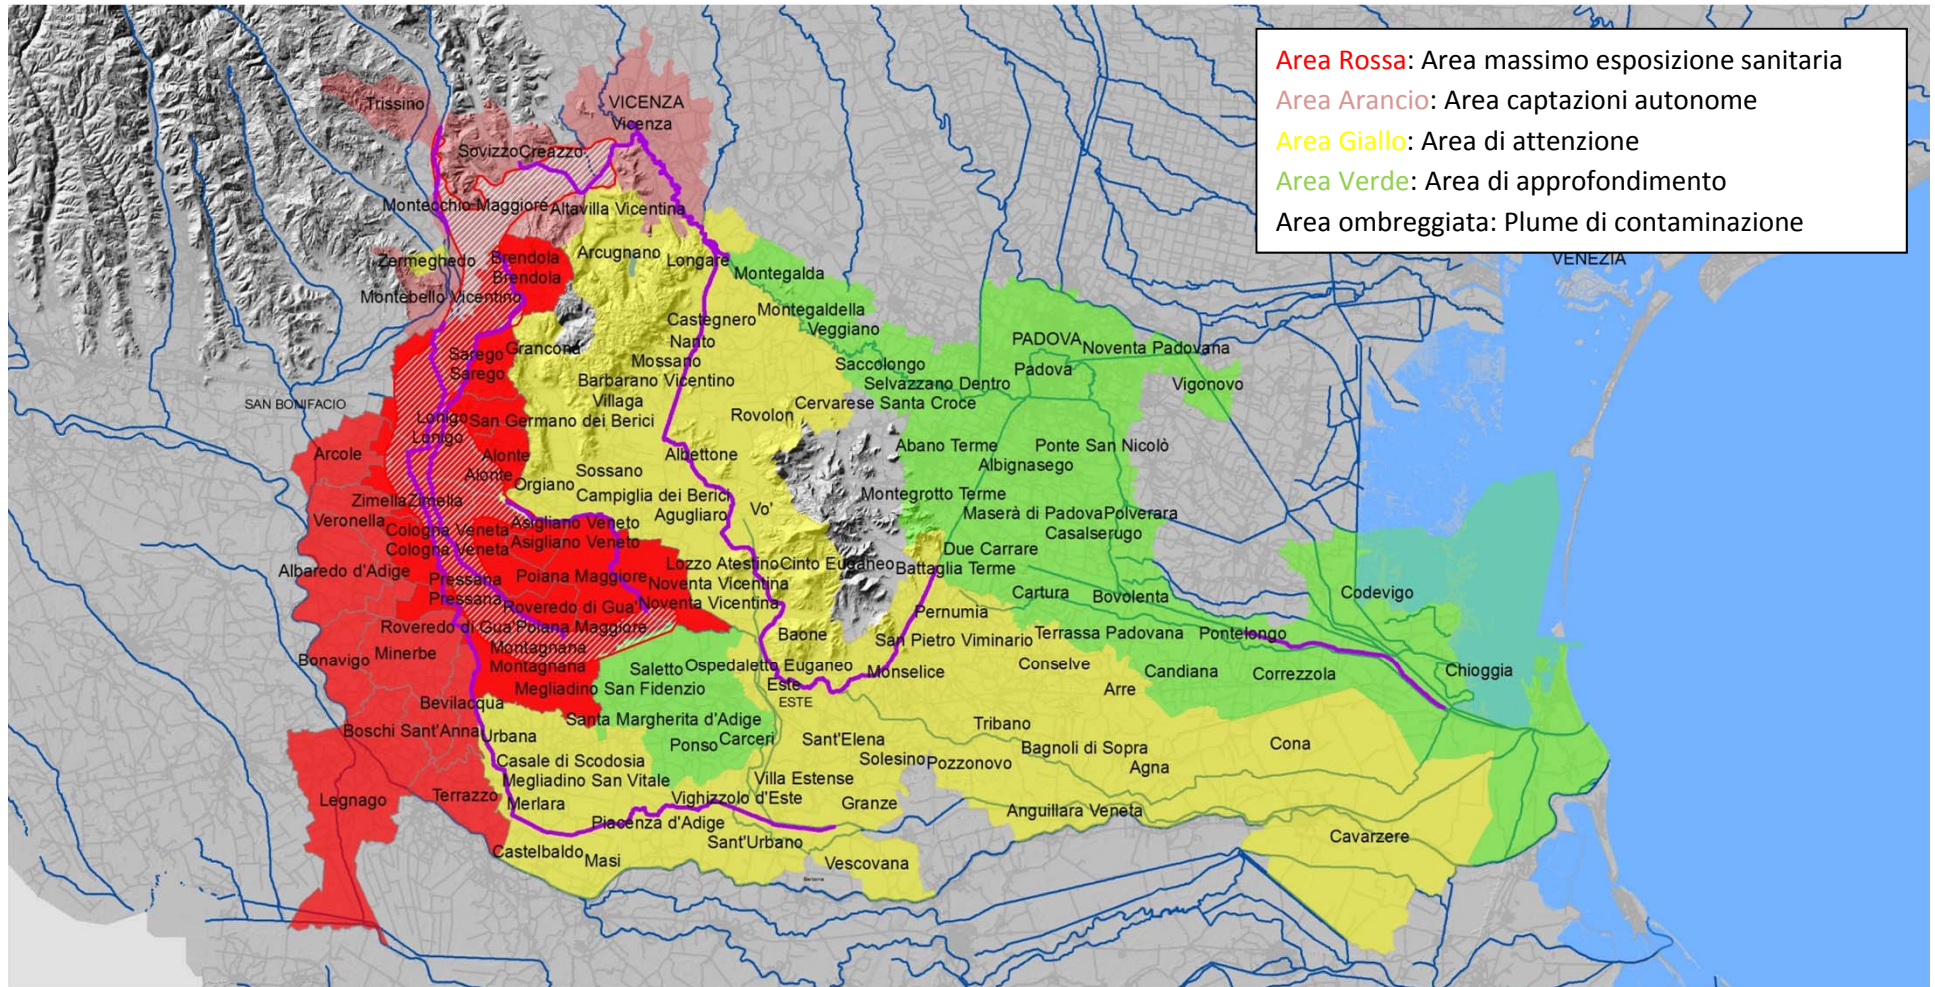 Area Rossa: Area massimo esposizione sanitaria
Area Arancio: Area captazioni autonome
Area Giallo: Area di attenzione
Area Verde: Area di approfondimento
Area ombreggiata: Plume di contaminazione
VENEZIA
Trissino
VICENZA
Vicenza
Sovizzo
Creazzo
Montecchio Maggiore
Altavilla Vicentina
Zermeghedo
Brendola
Brendola
Arcugnano
Longare
Montegalda
Montebello Vicentino
Montegaldella
Castegnero
Veggiano
Nanto
Sarego
Grancona
Mossano
PADOVA
Noventa Padovana
Sarego
Barbarano Vicentino
Saccolongo
Padova
Selvazzano Dentro
Vigonovo
SAN BONIFACIO
Villaga
Cervarese Santa Croce
Lonigo
San Germano dei Berici
Rovolon
Lonigo
Arcole
Alonte
Albettone
Abano Terme
Ponte San Nicolò
Alonte
Sossano
Albignasego
Orgiano
Zimella
Zimella
Campiglia dei Berici
Montegrotto Terme
Veronella
Agugliaro
Vo'
Maserà di Padova
Polverara
Cologna Veneta
Asigliano Veneto
Casalserugo
Cologna Veneta
Asigliano Veneto
Due Carrare
Albaredo d'Adige
Lozzo Atestino
Cinto Euganeo
Battaglia Terme
Pressana
Poiana Maggiore
Noventa Vicentina
Cartura
Bovolenta
Codevigo
Pressana
Roveredo di Gua'
Noventa Vicentina
Pernumia
Roveredo di Gua'
Poiana Maggiore
Baone
San Pietro Viminario
Terrassa Padovana
Pontelongo
Bonavigo
Minerbe
Montagnana
Montagnana
Saletto
Ospedaletto Euganeo
Monselice
Conselve
Candiana
Correzzola
Chioggia
Megliadino San Fidenzio
Este
ESTE
Arre
Bevilacqua
Boschi Sant'Anna
Urbana
Santa Margherita d'Adige
Ponso
Carceri
Sant'Elena
Tribano
Bagnoli di Sopra
Cona
Casale di Scodosia
Solesino
Pozzonovo
Agna
Megliadino San Vitale
Villa Estense
Legnago
Terrazzo
Merlara
Vighizzolo d'Este
Granze
Anguillara Veneta
Piacenza d'Adige
Sant'Urbano
Cavarzere
Castelbaldo
Masi
Vescovana